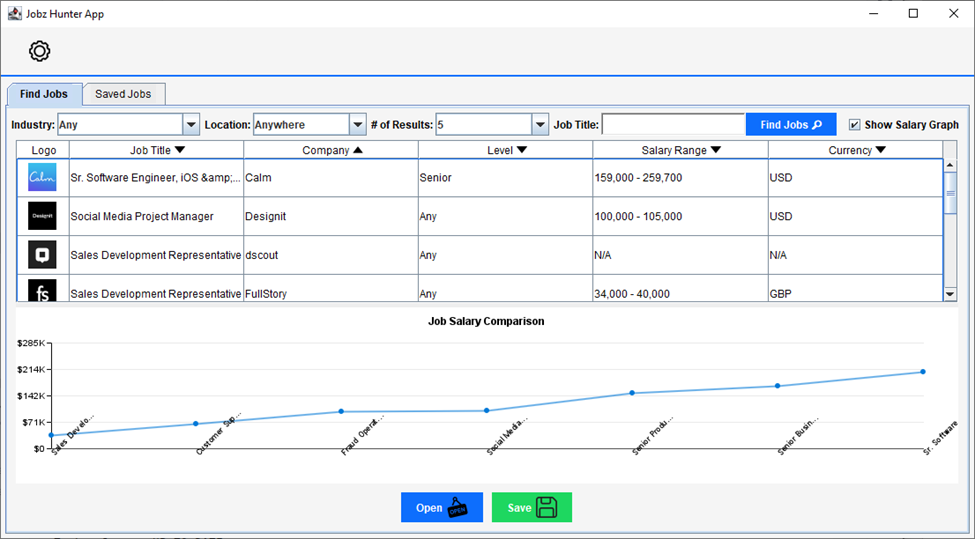 Jobz Hunter App
Find Jobs Saved Jobs
Industry: Any Location: Anywhere # of Results: 5 Job Title: Find Jobs Show Salary Graph
Logo Job Title Company Level Salary Range Currency
Calm Sr. Software Engineer, iOS &amp;... Calm Senior 159,000 - 259,700 USD
Designit Social Media Project Manager Designit Any 100,000 - 105,000 USD
Sales Development Representative dscout Any N/A N/A
fs Sales Development Representative FullStory Any 34,000 - 40,000 GBP
Job Salary Comparison
$285K
$214K
$142K
$71K
$0
Sales Develo... Customer Sup... Fraud Operat... Social Media... Senior Produ... Senior Busin... Sr. Software
Open OPEN Save